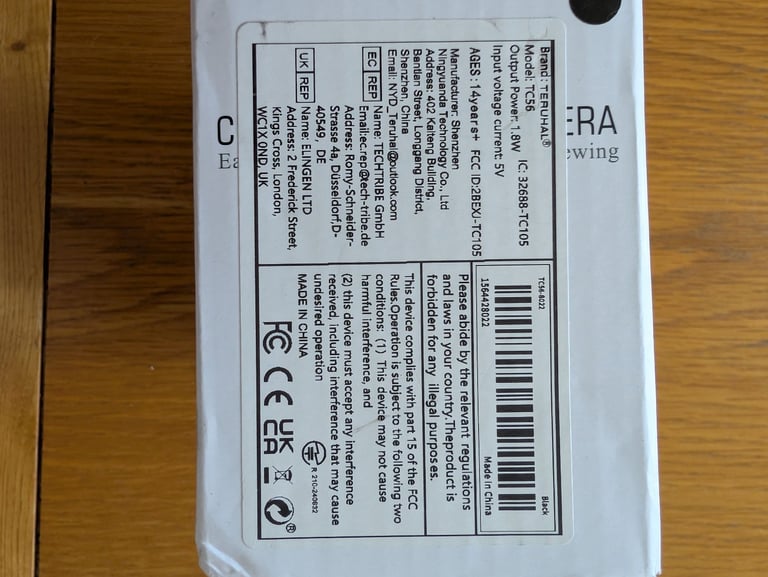 Brand: TERUHAL®
Model: TC56
Output Power: 1.8W IC: 32688-TC105
Input voltage current: 5V
AGES: 14years+ FCC ID:2BEXJ-TC105
Manufacturer: Shenzhen
Ningyuanda Technology Co., Ltd
Address: 402 Kaiteng Building,
Bantian Street, Longgang District,
Shenzhen, China
Email: NYD_Teruhal@outlook.com
EC REP Name: TECHTRIBE GmbH
Email:ec.rep@tech-tribe.de
Address: Romy-Schneider-
Strasse 4a, Düsseldorf,D-
40549, DE
UK REP Name: ELINGEN LTD
Address: 2 Frederick Street,
Kings Cross, London,
WC1X 0ND, UK
TC56-8022 Black
1564428022 Made in China
Please abide by the relevant regulations
and laws in your country.Theproduct is
forbidden for any illegal purposes.
This device complies with part 15 of the FCC
Rules.Operation is subject to the following two
conditions: (1) This device may not cause
harmful interference, and
(2) this device must accept any interference
received, including interference that may cause
undesired operation
MADE IN CHINA
R 210-240832
FC CE UK CA
C ERA
Ea ewing